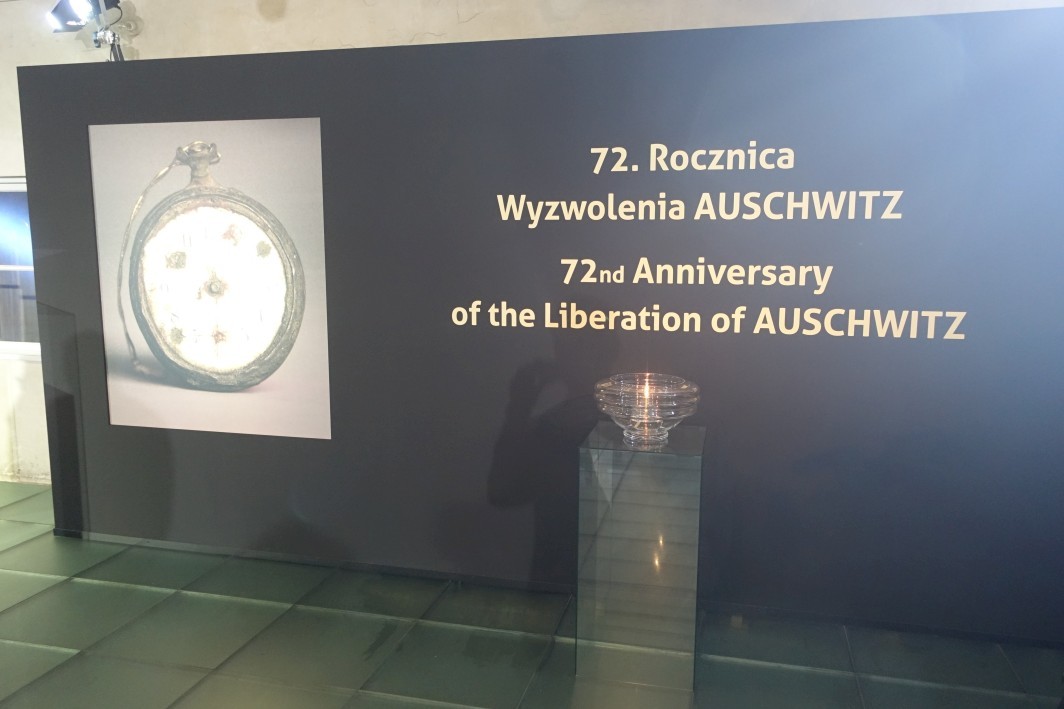 72. Rocznica
Wyzwolenia AUSCHWITZ
72nd Anniversary
of the Liberation of AUSCHWITZ